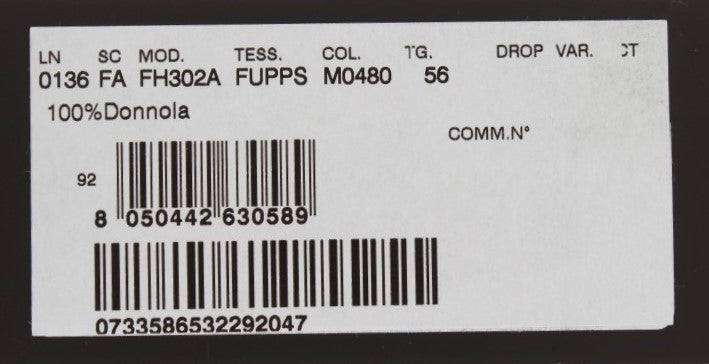 LN SC MOD. TESS. COL. TG. DROP VAR. CT
0136 FA FH302A FUPPS M0480 56
100%Donnola
COMM.N°
92
8 050442 630589
0733586532292047